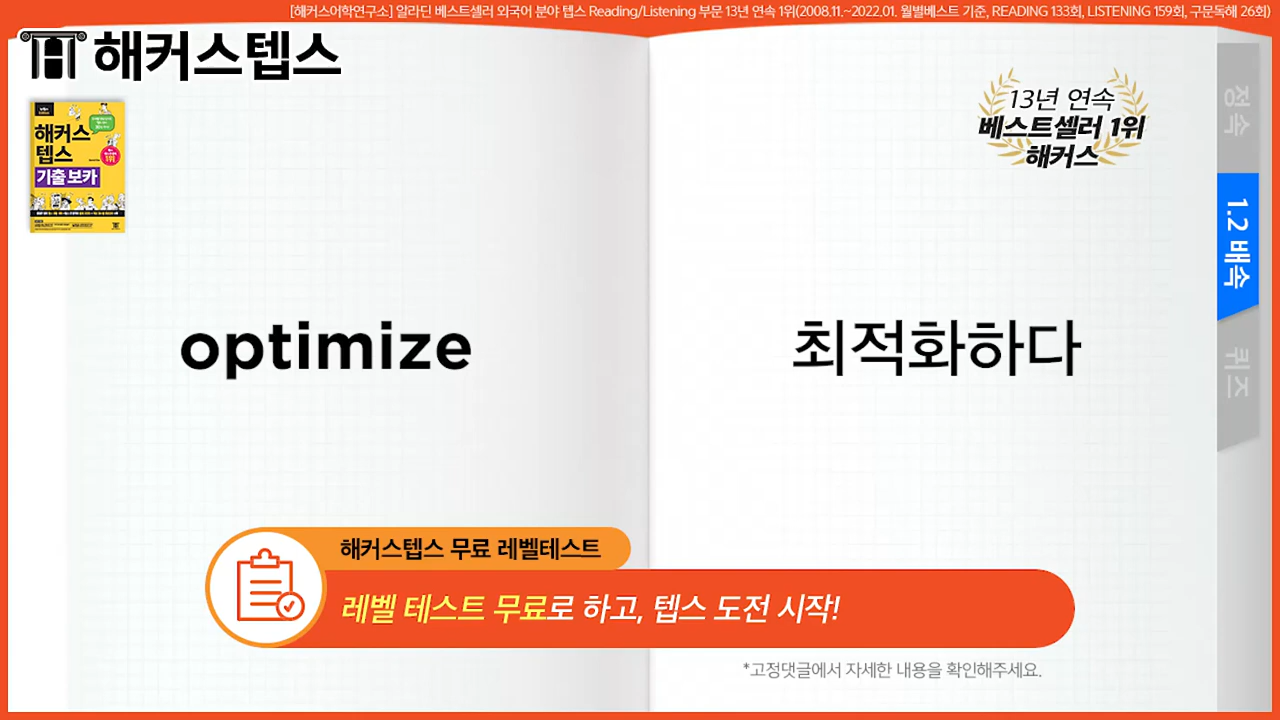 [해커스어학연구소] 알라딘 베스트셀러 외국어 분야 텝스 Reading/Listening 부문 13년 연속 1위(2008.11.~2022.01. 월별베스트 기준, READING 133회, LISTENING 159회, 구문독해 26회)
해커스텝스
해커스
텝스
기출 보카
13년 연속
베스트셀러 1위
해커스
정속
1.2 배속
퀴즈
optimize
최적화하다
해커스텝스 무료 레벨테스트
레벨 테스트 무료로 하고, 텝스 도전 시작!
*고정댓글에서 자세한 내용을 확인해주세요.